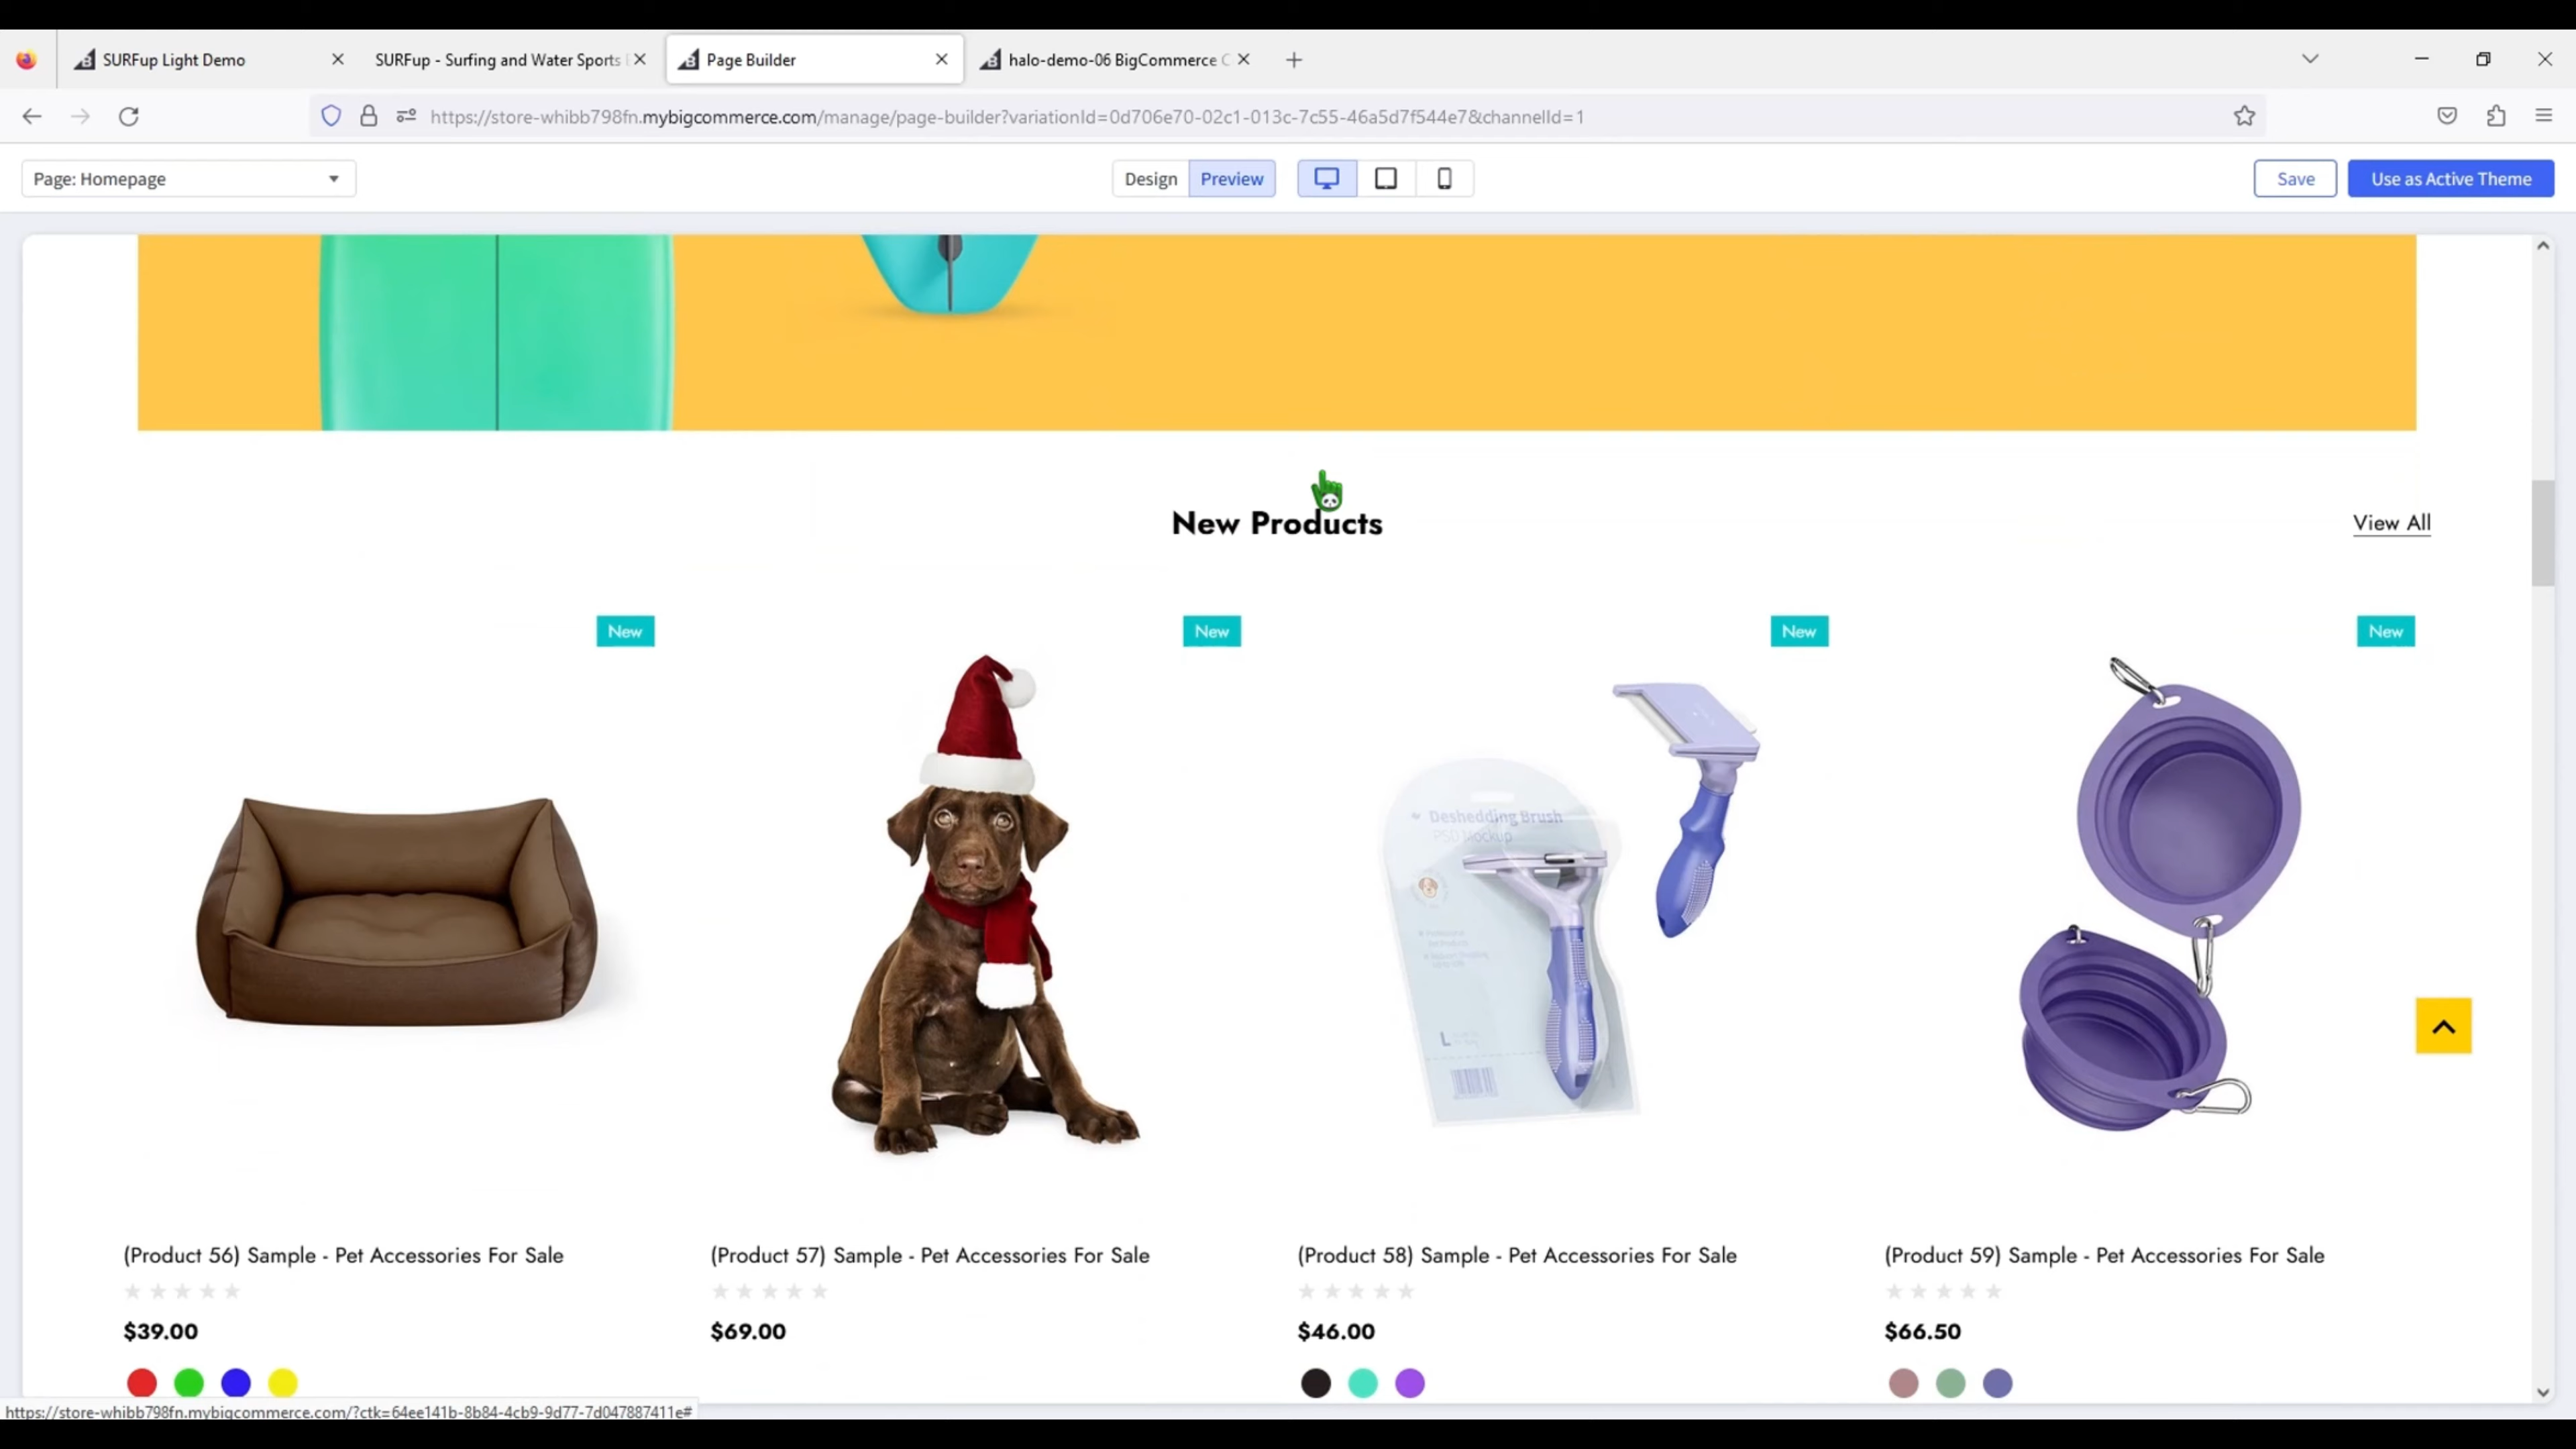 SURFup Light Demo
SURFup - Surfing and Water Sports
Page Builder
halo-demo-06 BigCommerce C
https://store-whibb798fn.mybigcommerce.com/manage/page-builder?variationId=0d706e70-02c1-013c-7c55-46a5d7f544e7&channelId=1
Page: Homepage
Design
Preview
Save
Use as Active Theme
New Products
View All
New
New
New
New
Deshedding Brush
PSD Mockup
L
(Product 56) Sample - Pet Accessories For Sale
(Product 57) Sample - Pet Accessories For Sale
(Product 58) Sample - Pet Accessories For Sale
(Product 59) Sample - Pet Accessories For Sale
$39.00
$69.00
$46.00
$66.50
https://store-whibb798fn.mybigcommerce.com/?ctk=64ee141b-8b84-4cb9-9d77-7d047887411e#